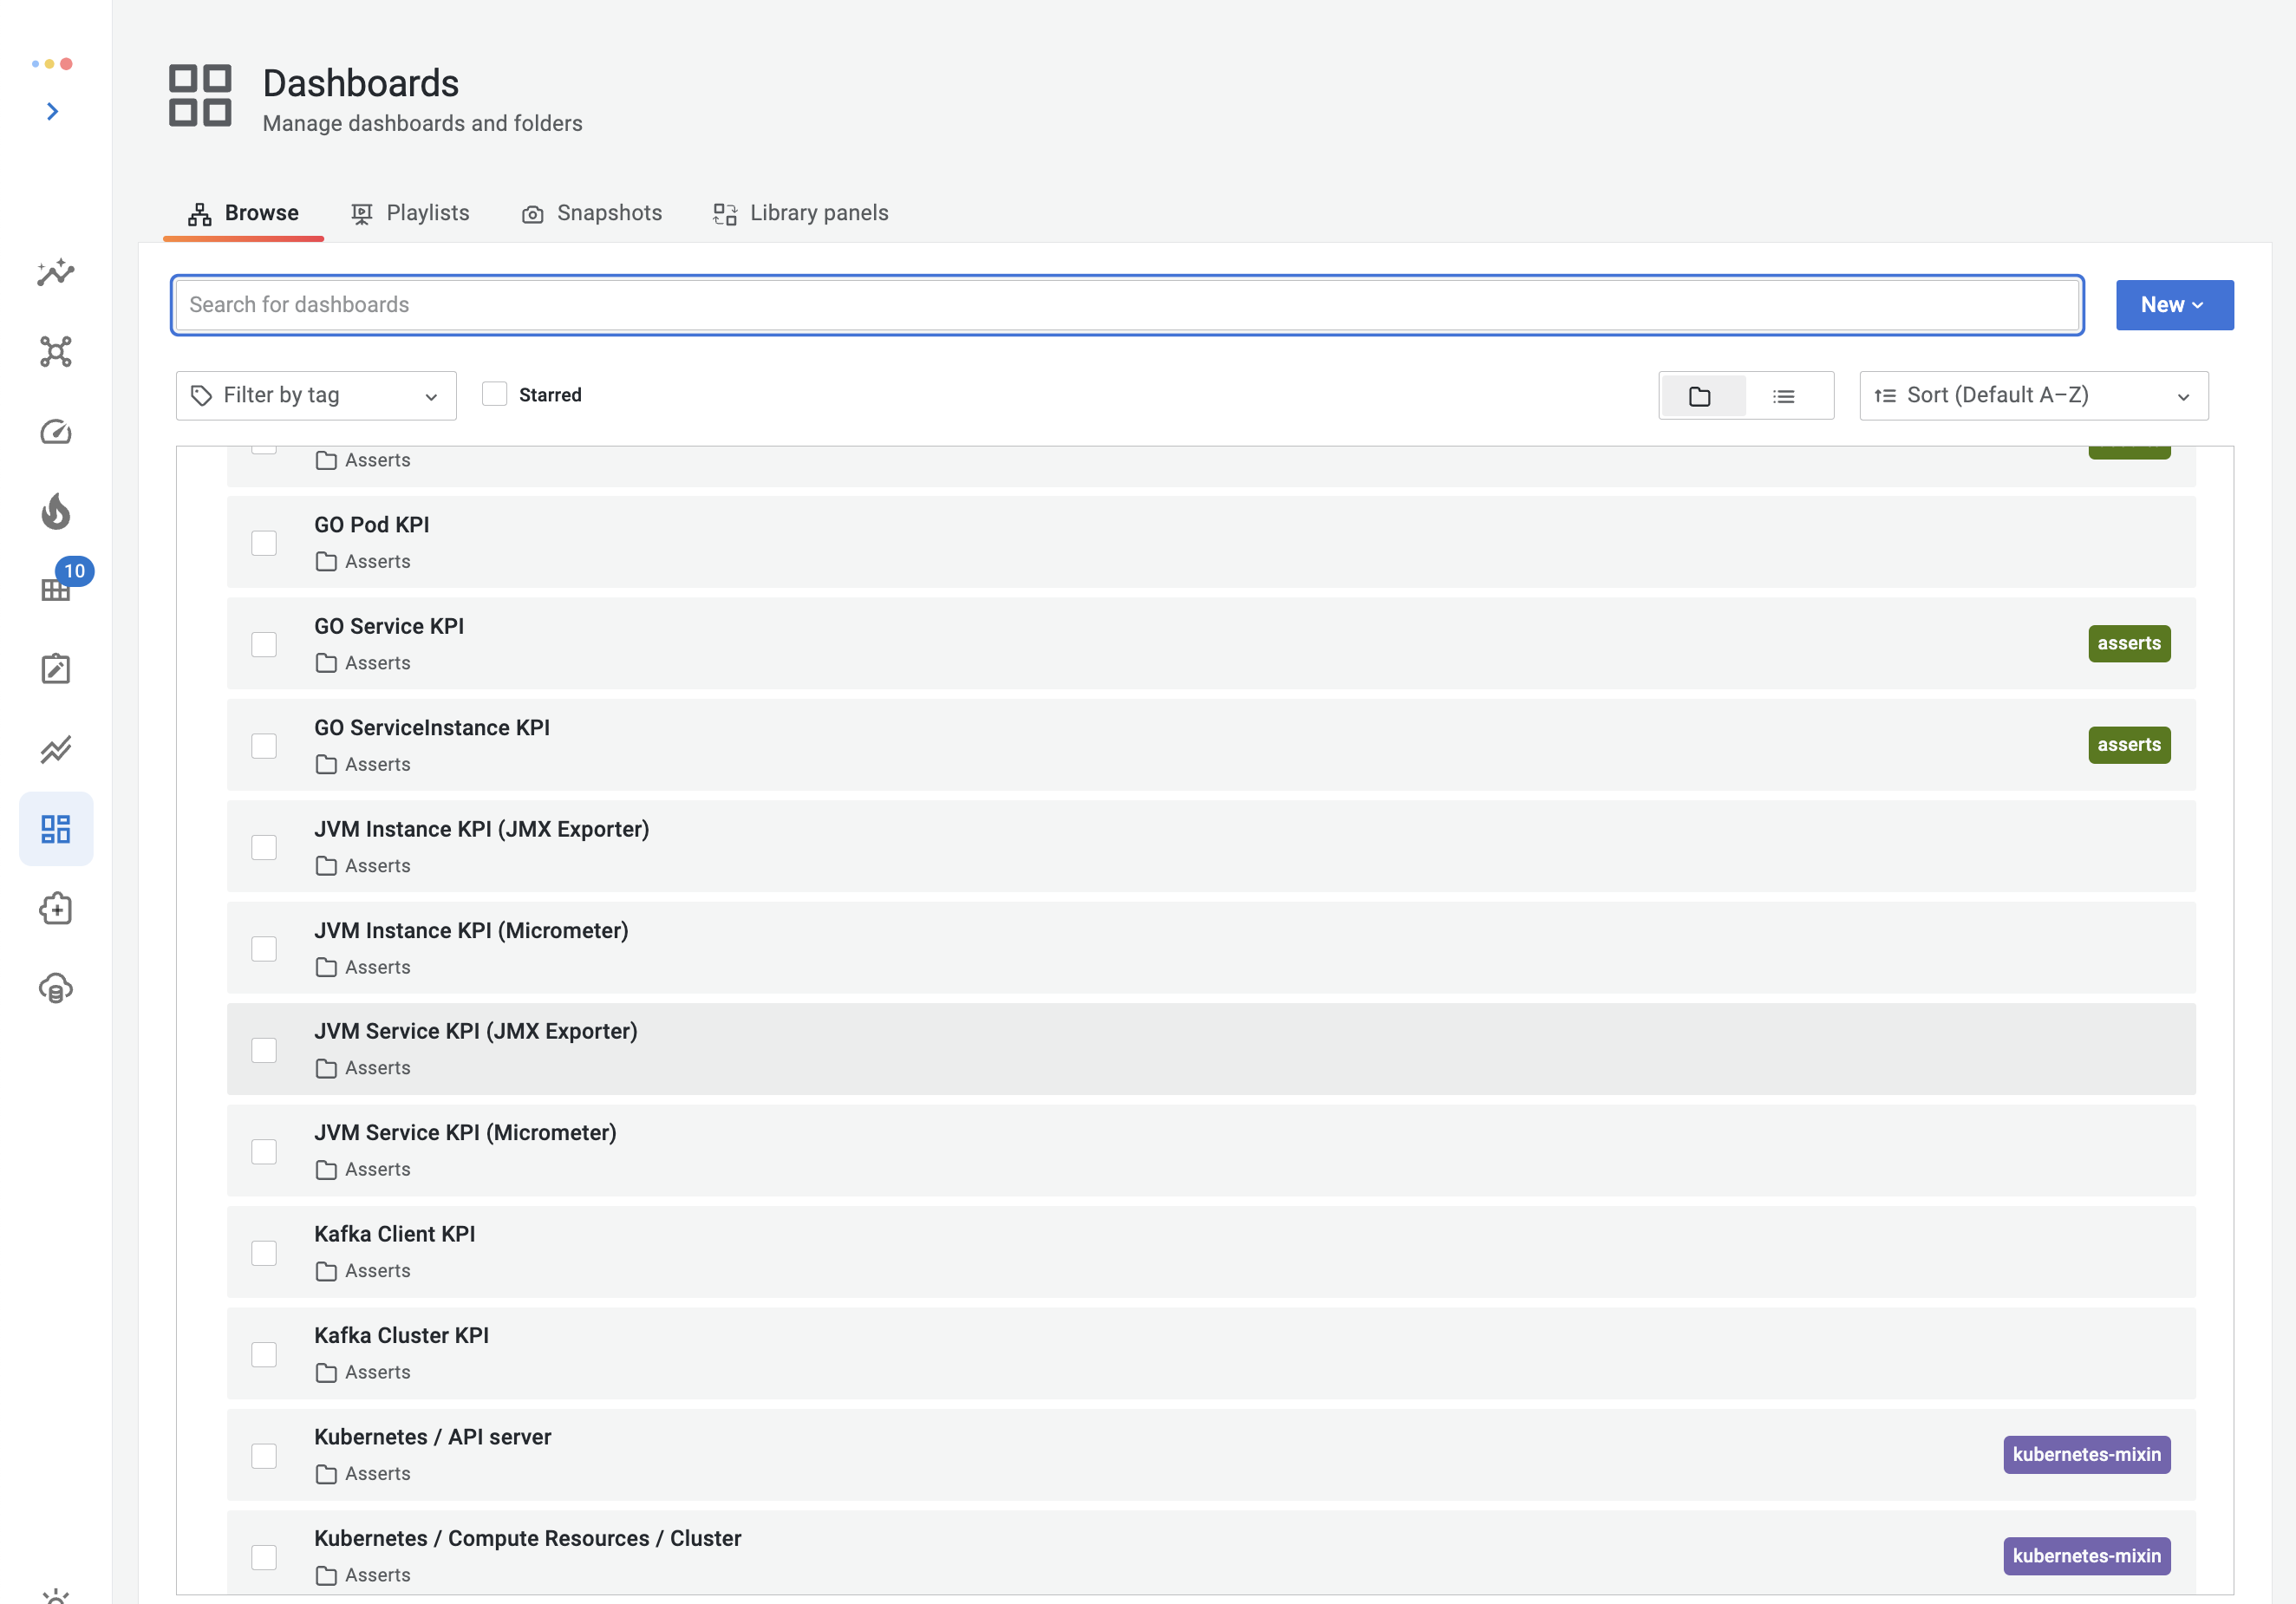 Dashboards
Manage dashboards and folders
Browse
Playlists
Snapshots
Library panels
Search for dashboards
New
Filter by tag
Starred
Sort (Default A–Z)
Asserts
GO Pod KPI
Asserts
10
GO Service KPI
Asserts
asserts
GO ServiceInstance KPI
Asserts
asserts
JVM Instance KPI (JMX Exporter)
Asserts
JVM Instance KPI (Micrometer)
Asserts
JVM Service KPI (JMX Exporter)
Asserts
JVM Service KPI (Micrometer)
Asserts
Kafka Client KPI
Asserts
Kafka Cluster KPI
Asserts
Kubernetes / API server
Asserts
kubernetes-mixin
Kubernetes / Compute Resources / Cluster
Asserts
kubernetes-mixin